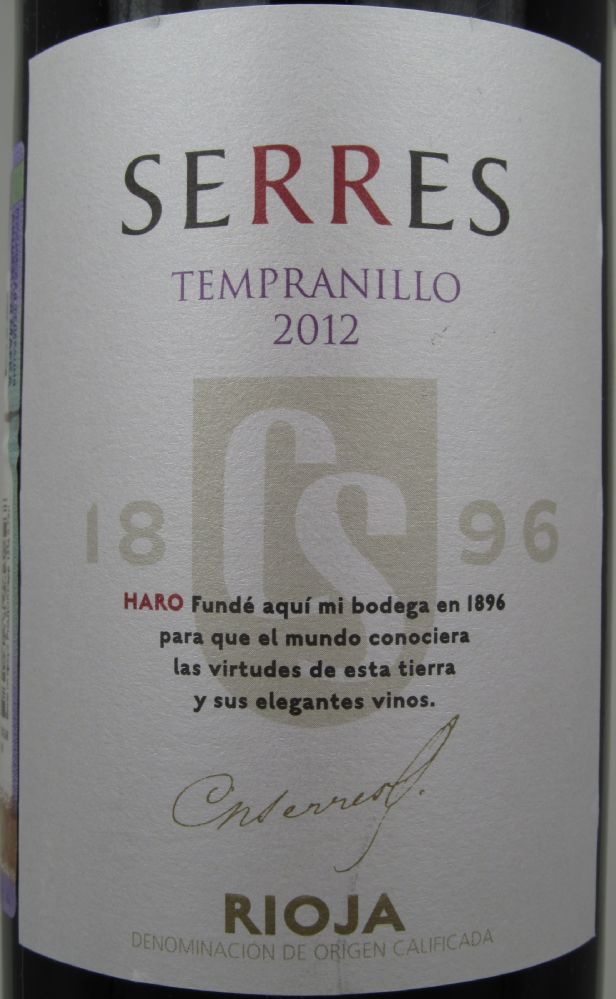 SERRES
TEMPRANILLO
2012
CS
18 96
HARO Fundé aquí mi bodega en 1896
para que el mundo conociera
las virtudes de esta tierra
y sus elegantes vinos.
RIOJA
DENOMINACIÓN DE ORIGEN CALIFICADA